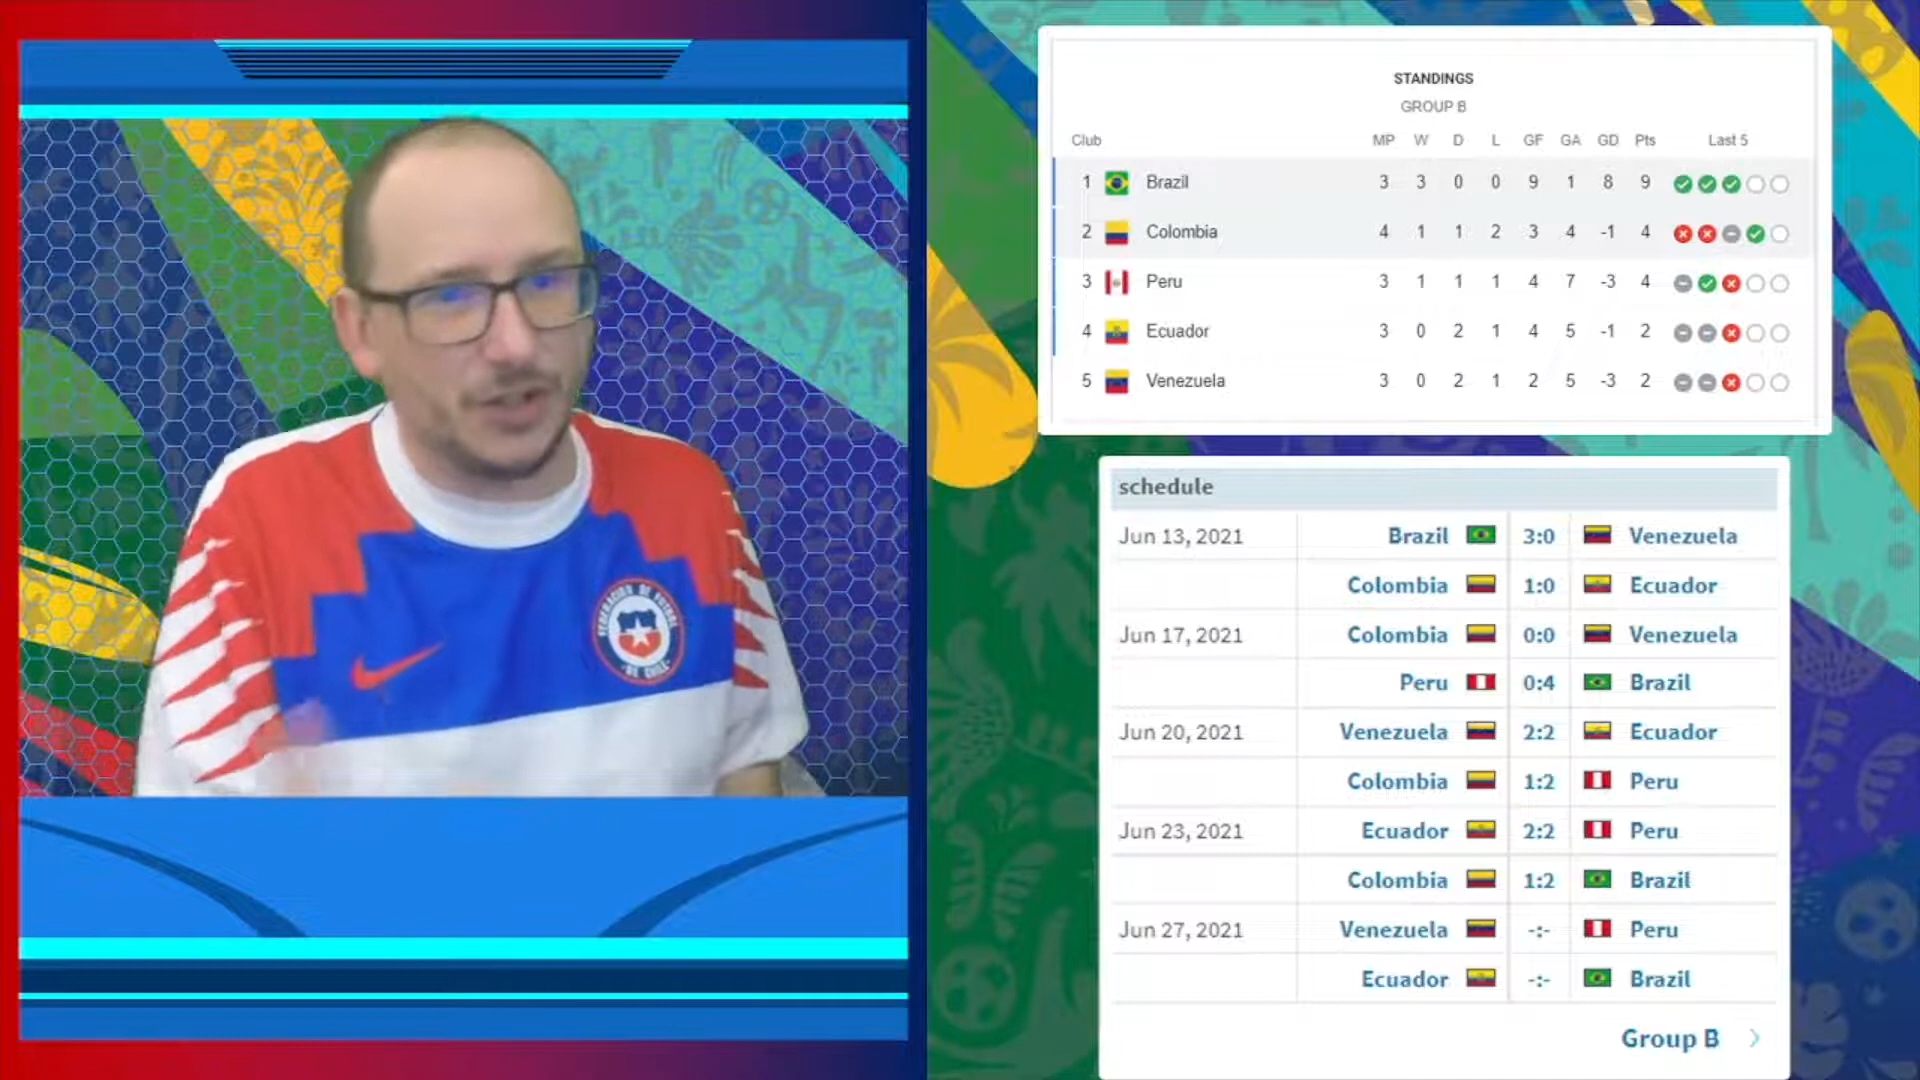 STANDINGS
GROUP B
Club MP W D L GF GA GD Pts Last 5
1 Brazil 3 3 0 0 9 1 8 9
2 Colombia 4 1 1 2 3 4 -1 4
3 Peru 3 1 1 1 4 7 -3 4
4 Ecuador 3 0 2 1 4 5 -1 2
5 Venezuela 3 0 2 1 2 5 -3 2
schedule
Jun 13, 2021 Brazil 3:0 Venezuela
Colombia 1:0 Ecuador
Jun 17, 2021 Colombia 0:0 Venezuela
Peru 0:4 Brazil
Jun 20, 2021 Venezuela 2:2 Ecuador
Colombia 1:2 Peru
Jun 23, 2021 Ecuador 2:2 Peru
Colombia 1:2 Brazil
Jun 27, 2021 Venezuela -:- Peru
Ecuador -:- Brazil
Group B
FEDERACION DE FUTBOL
DE CHILE